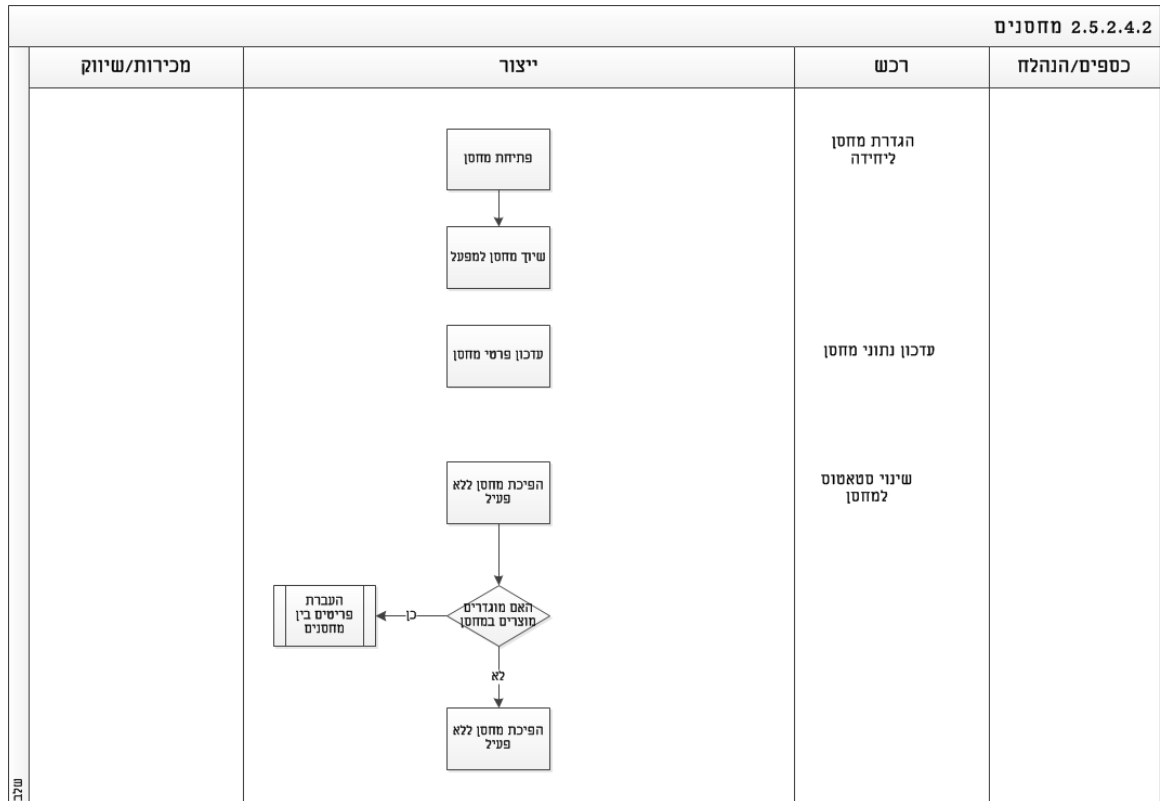 2.5.2.4.2 מחסנים
כספים/הנהלה
רכש
ייצור
מכירות/שיווק
הגדרת מחסן
ליחידה
פתיחת מחסן
שיוך מחסן למפעל
עדכון נתוני מחסן
עדכון פרטי מחסן
שינוי סטאטוס
למחסן
הפיכת מחסן ללא
פעיל
האם מוגדרים
מוצרים במחסן
כן
העברת
פריטים בין
מחסנים
לא
הפיכת מחסן ללא
פעיל
שלב